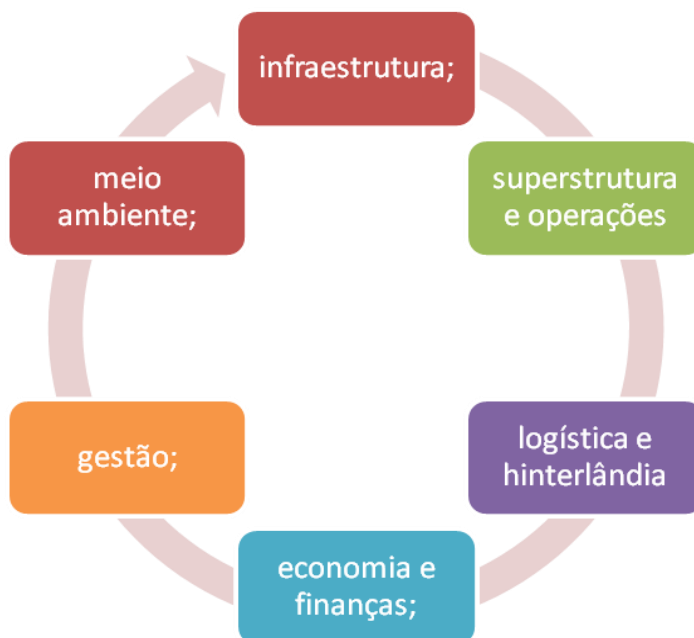 infraestrutura;
superstrutura
e operações
logística e
hinterlândia
economia e
finanças;
gestão;
meio
ambiente;